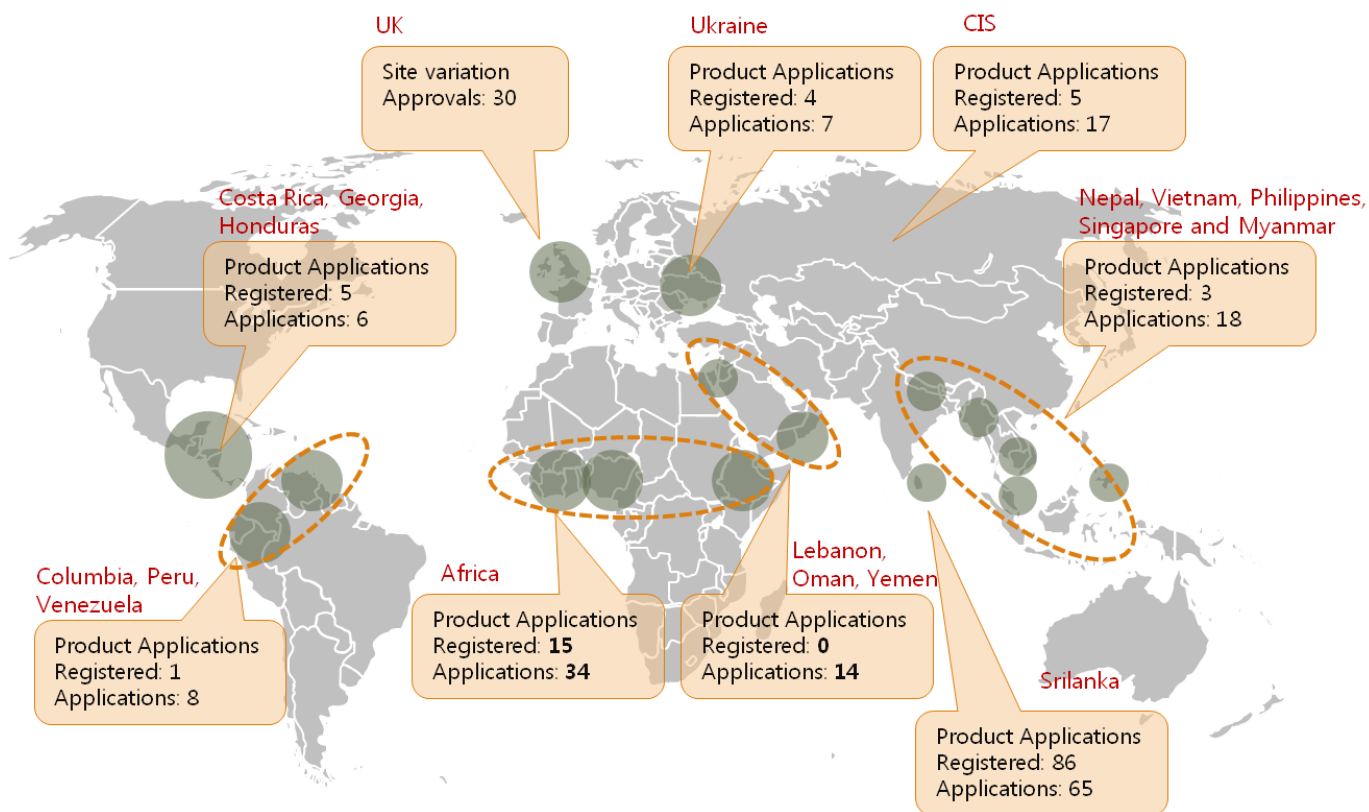 UK
Site variation
Approvals: 30
Ukraine
Product Applications
Registered: 4
Applications: 7
CIS
Product Applications
Registered: 5
Applications: 17
Costa Rica, Georgia,
Honduras
Product Applications
Registered: 5
Applications: 6
Nepal, Vietnam, Philippines,
Singapore and Myanmar
Product Applications
Registered: 3
Applications: 18
Columbia, Peru,
Venezuela
Product Applications
Registered: 1
Applications: 8
Africa
Product Applications
Registered: 15
Applications: 34
Lebanon,
Oman, Yemen
Product Applications
Registered: 0
Applications: 14
Srilanka
Product Applications
Registered: 86
Applications: 65